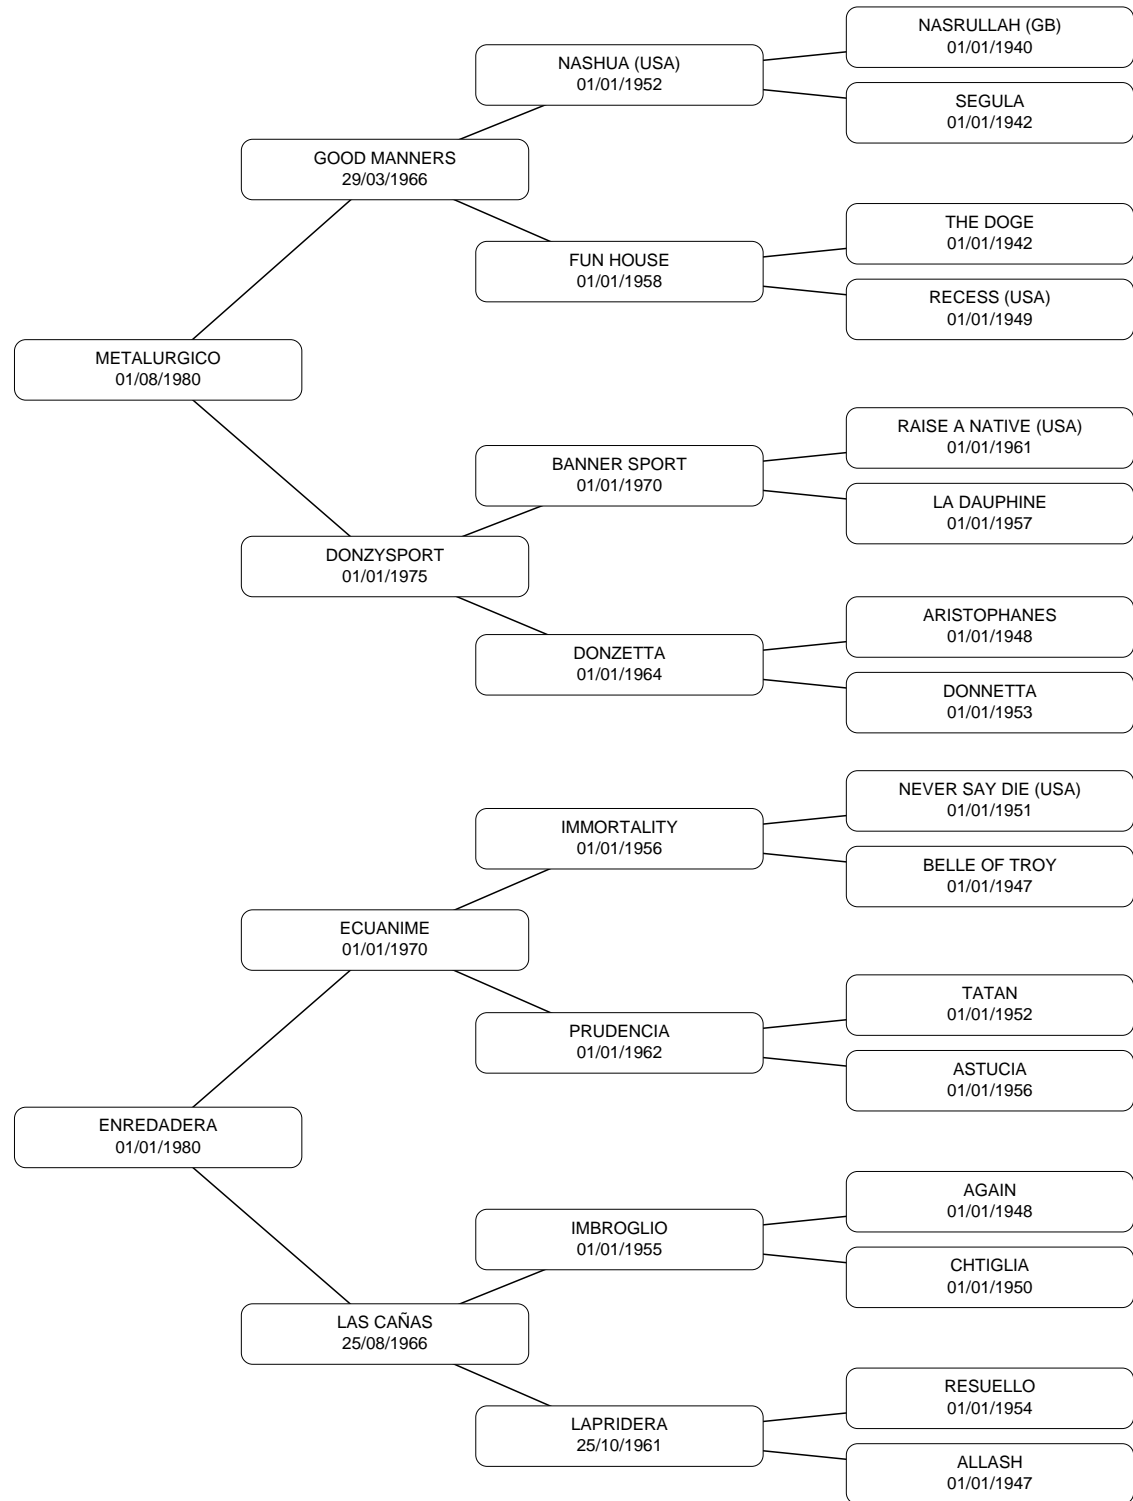 NASRULLAH (GB)
01/01/1940
NASHUA (USA)
01/01/1952
SEGULA
01/01/1942
GOOD MANNERS
29/03/1966
THE DOGE
01/01/1942
FUN HOUSE
01/01/1958
RECESS (USA)
01/01/1949
METALURGICO
01/08/1980
RAISE A NATIVE (USA)
01/01/1961
BANNER SPORT
01/01/1970
LA DAUPHINE
01/01/1957
DONZYSPORT
01/01/1975
ARISTOPHANES
01/01/1948
DONZETTA
01/01/1964
DONNETTA
01/01/1953
NEVER SAY DIE (USA)
01/01/1951
IMMORTALITY
01/01/1956
BELLE OF TROY
01/01/1947
ECUANIME
01/01/1970
TATAN
01/01/1952
PRUDENCIA
01/01/1962
ASTUCIA
01/01/1956
ENREDADERA
01/01/1980
AGAIN
01/01/1948
IMBROGLIO
01/01/1955
CHTIGLIA
01/01/1950
LAS CAÑAS
25/08/1966
RESUELLO
01/01/1954
LAPRIDERA
25/10/1961
ALLASH
01/01/1947